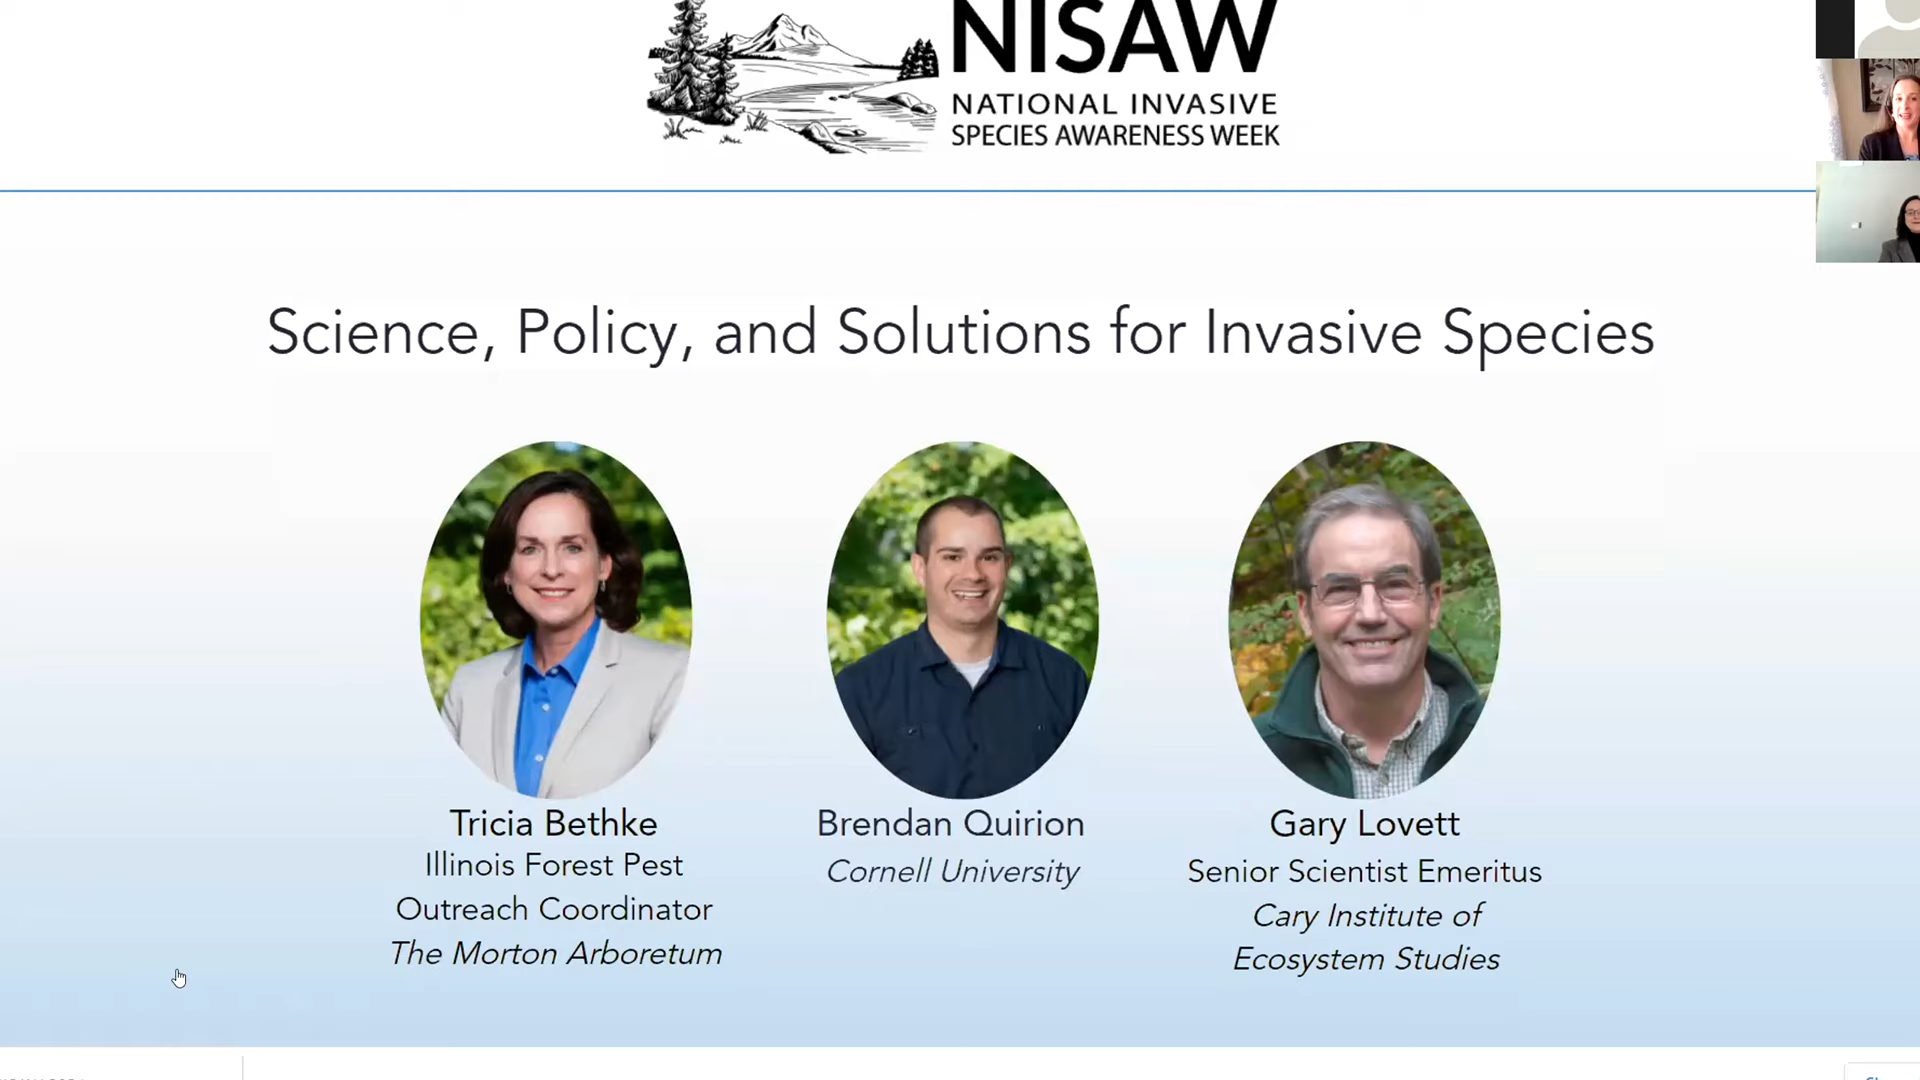 NISAW
NATIONAL INVASIVE
SPECIES AWARENESS WEEK
Science, Policy, and Solutions for Invasive Species
Tricia Bethke
Illinois Forest Pest
Outreach Coordinator
The Morton Arboretum
Brendan Quirion
Cornell University
Gary Lovett
Senior Scientist Emeritus
Cary Institute of
Ecosystem Studies